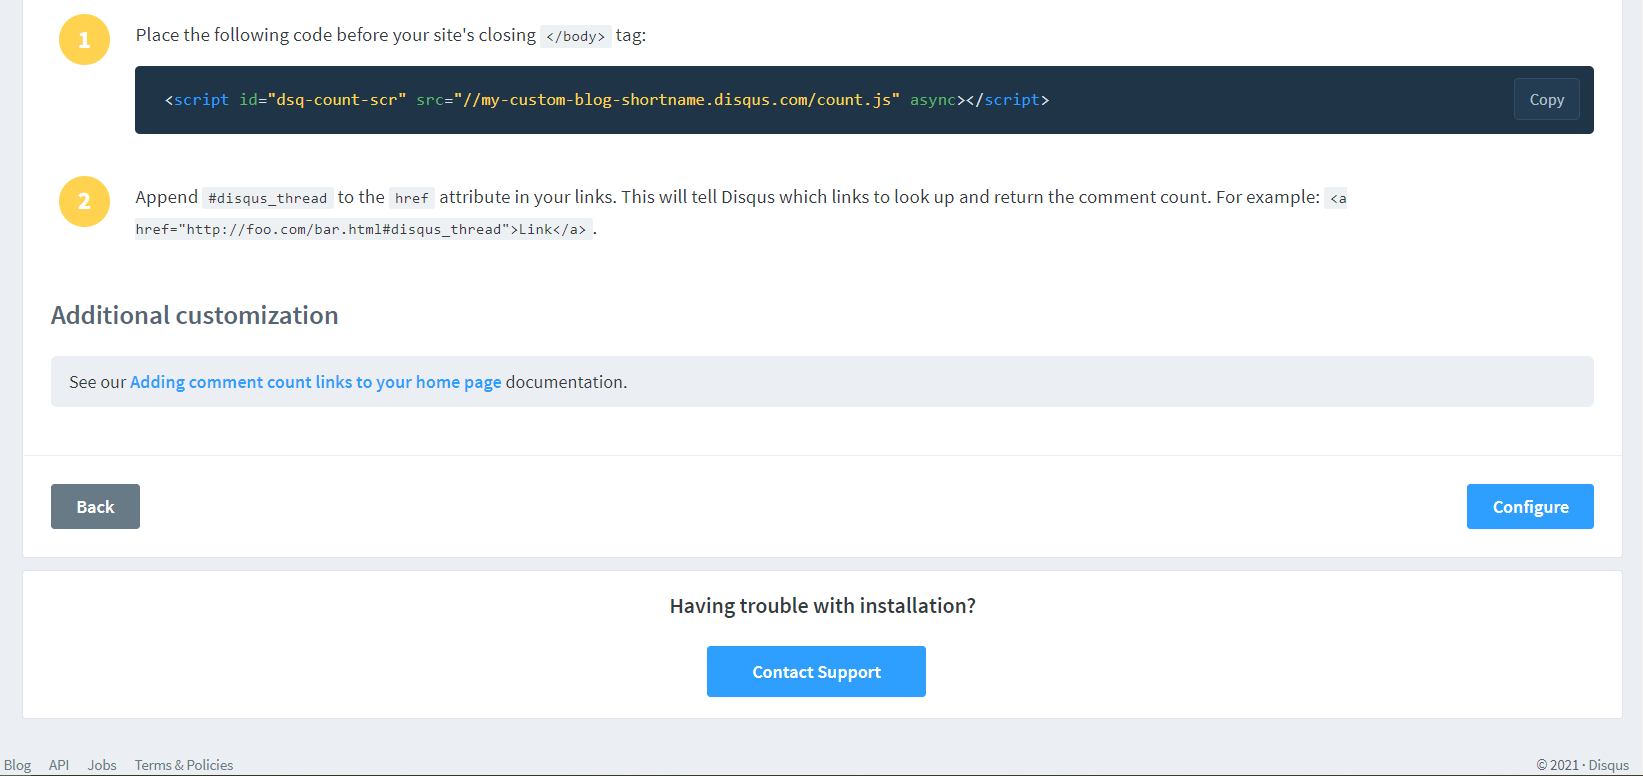 1
Place the following code before your site's closing </body> tag:
<script id="dsq-count-scr" src="//my-custom-blog-shortname.disqus.com/count.js" async></script>
Copy
2
Append #disqus_thread to the href attribute in your links. This will tell Disqus which links to look up and return the comment count. For example: <a
href="http://foo.com/bar.html#disqus_thread">Link</a> .
Additional customization
See our Adding comment count links to your home page documentation.
Back
Configure
Having trouble with installation?
Contact Support
Blog API Jobs Terms & Policies
© 2021 · Disqus